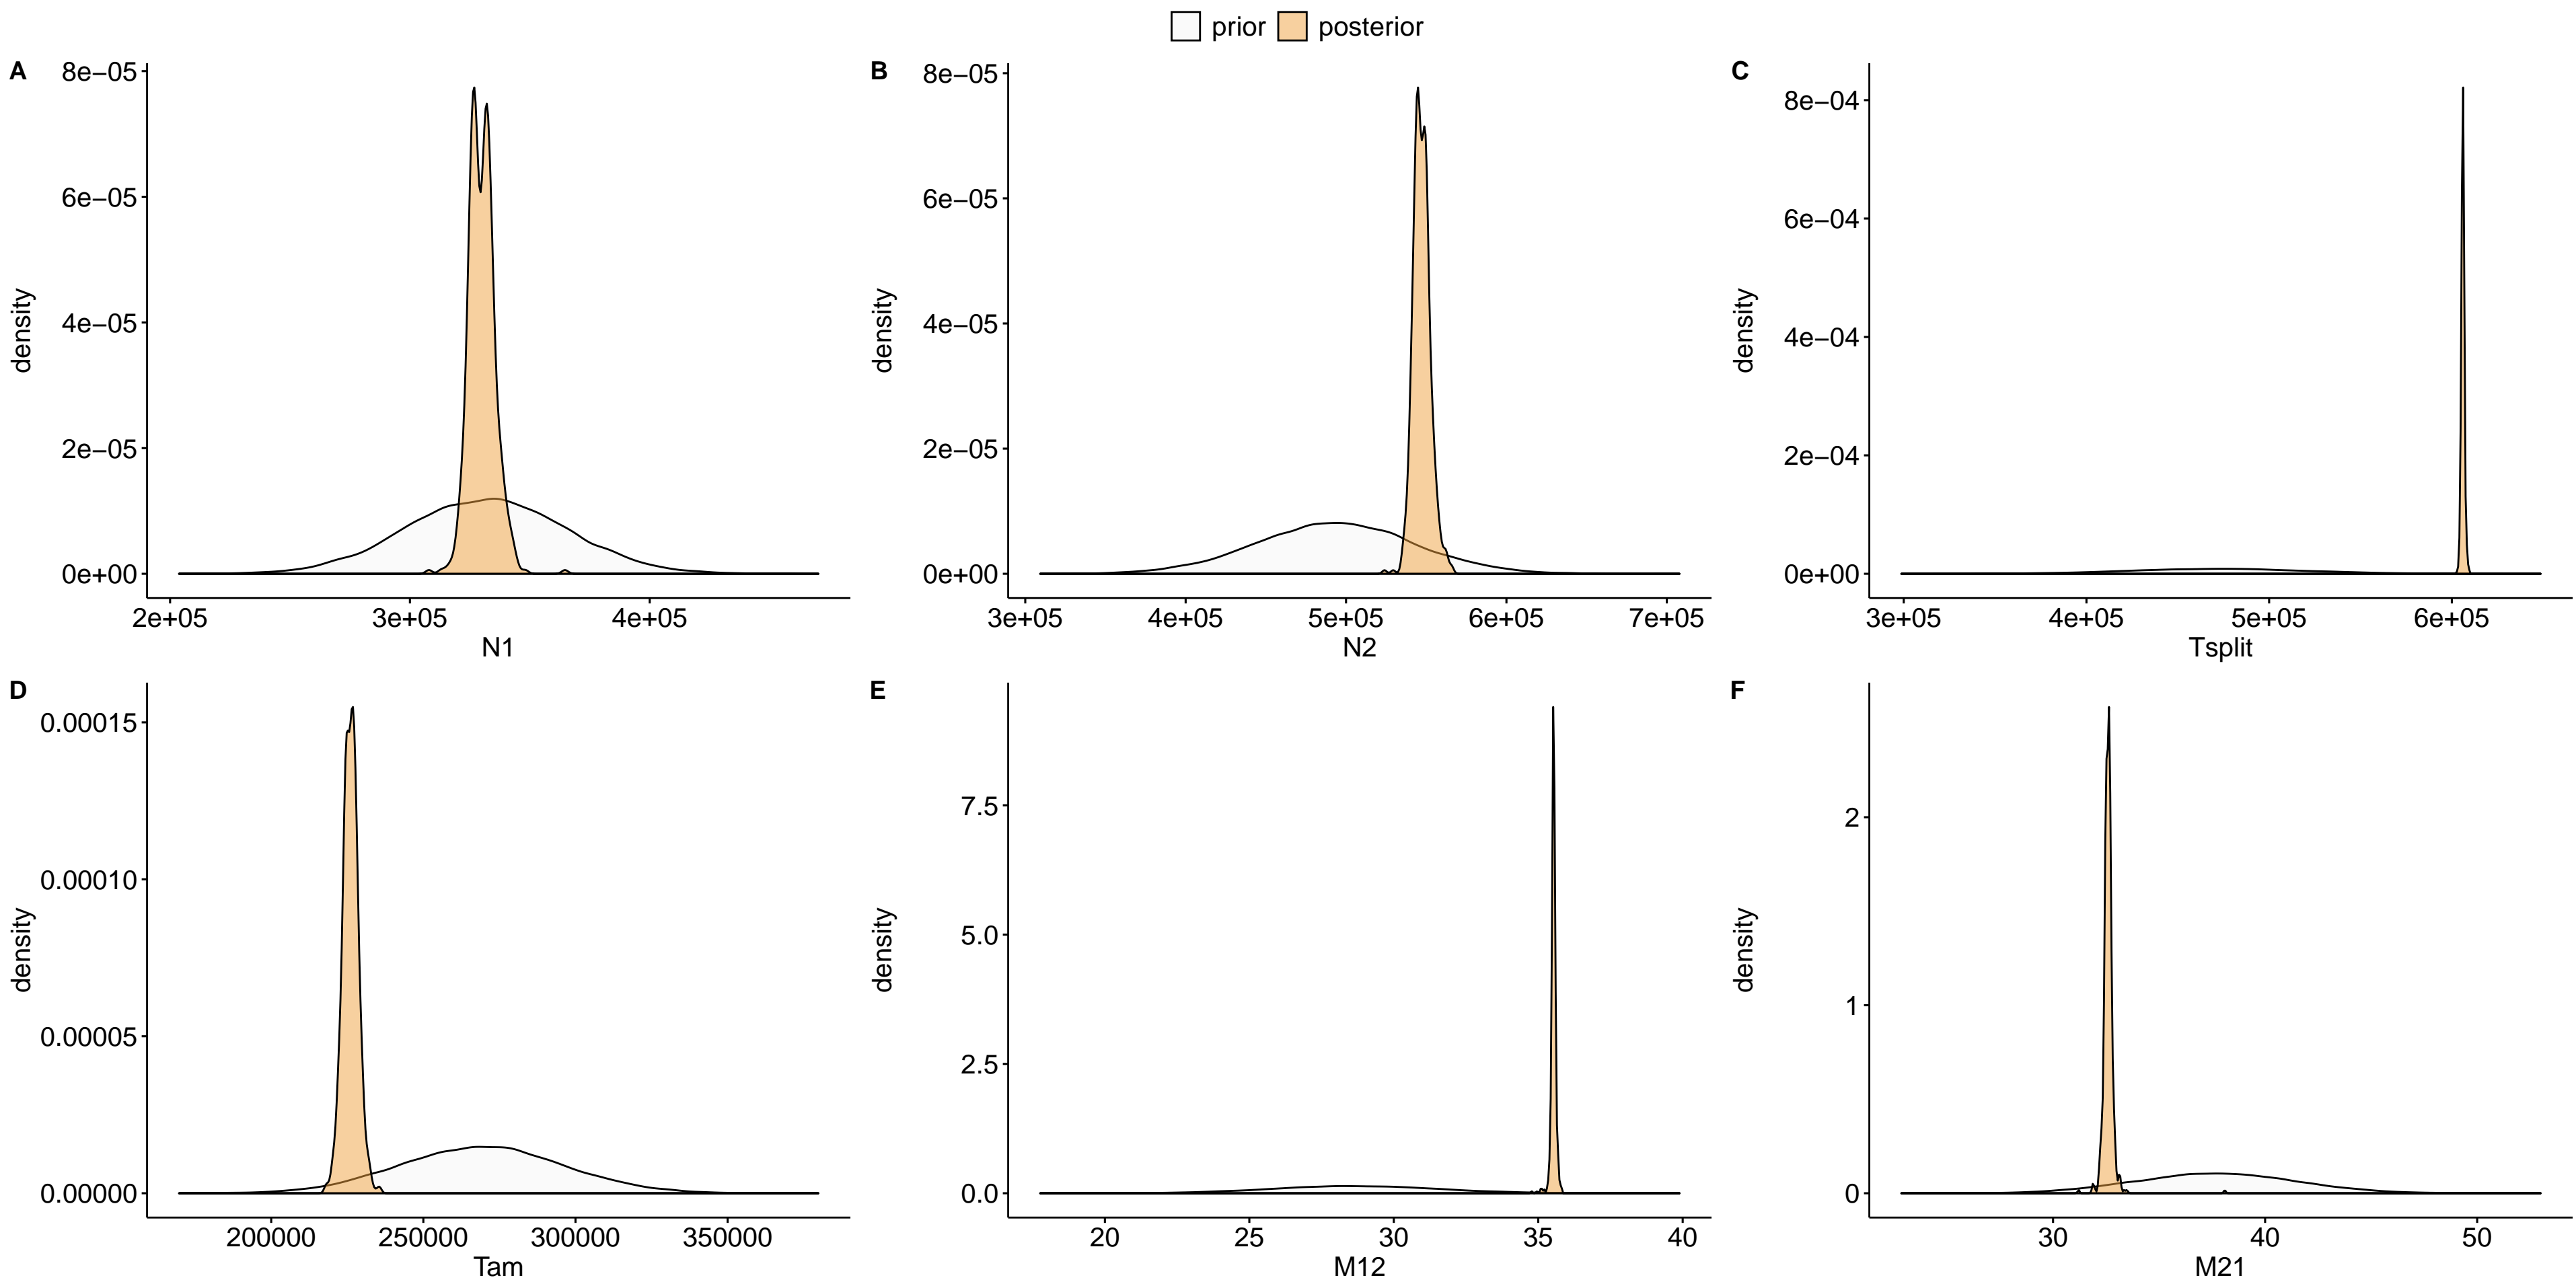 prior posterior
A
8e−05
6e−05
4e−05
2e−05
0e+00
density
2e+05 3e+05 4e+05
N1
B
8e−05
6e−05
4e−05
2e−05
0e+00
density
3e+05 4e+05 5e+05 6e+05 7e+05
N2
C
8e−04
6e−04
4e−04
2e−04
0e+00
density
3e+05 4e+05 5e+05 6e+05
Tsplit
D
0.00015
0.00010
0.00005
0.00000
density
200000 250000 300000 350000
Tam
E
7.5
5.0
2.5
0.0
density
20 25 30 35 40
M12
F
2
1
0
density
30 40 50
M21